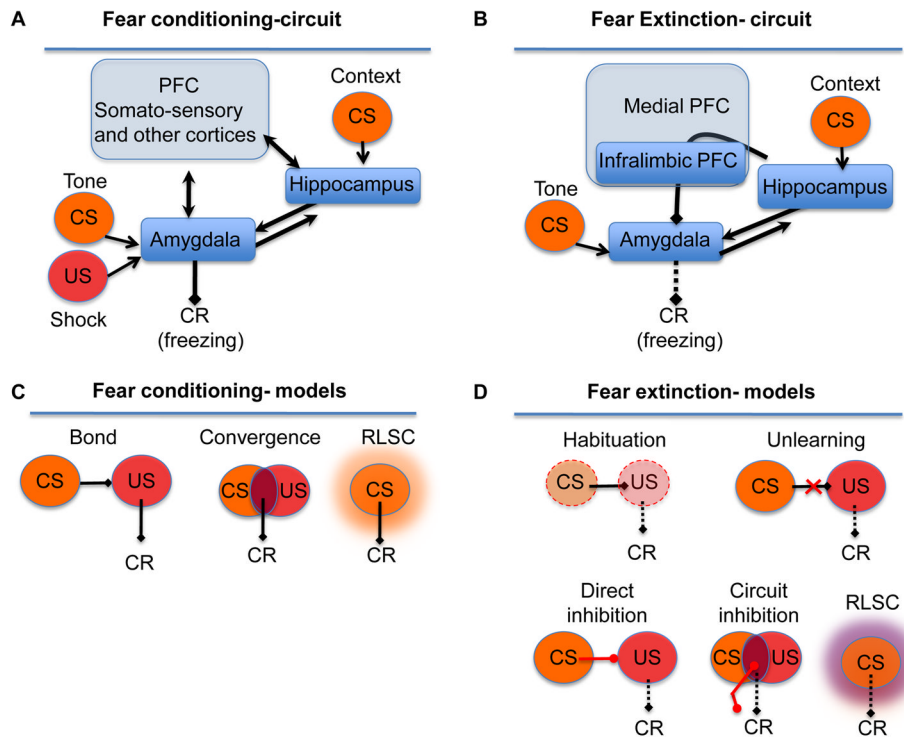 A
Fear conditioning-circuit
PFC
Somato-sensory
and other cortices
Context
CS
Hippocampus
Tone
CS
Amygdala
US
Shock
CR
(freezing)
B
Fear Extinction- circuit
Medial PFC
Infralimbic PFC
Context
CS
Hippocampus
Tone
CS
Amygdala
CR
(freezing)
C
Fear conditioning- models
Bond
CS
US
CR
Convergence
CS US
CR
RLSC
CS
CR
D
Fear extinction- models
Habituation
CS
US
CR
Unlearning
CS
US
CR
Direct
inhibition
CS
US
CR
Circuit
inhibition
CS US
CR
RLSC
CS
CR